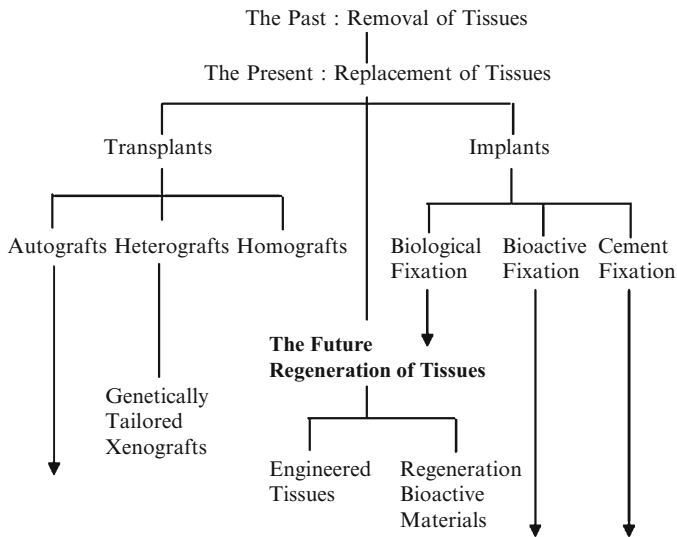 The Past : Removal of Tissues
The Present : Replacement of Tissues
Transplants
Implants
Autografts Heterografts Homografts
Biological
Fixation
Bioactive
Fixation
Cement
Fixation
The Future
Regeneration of Tissues
Genetically
Tailored
Xenografts
Engineered
Tissues
Regeneration
Bioactive
Materials